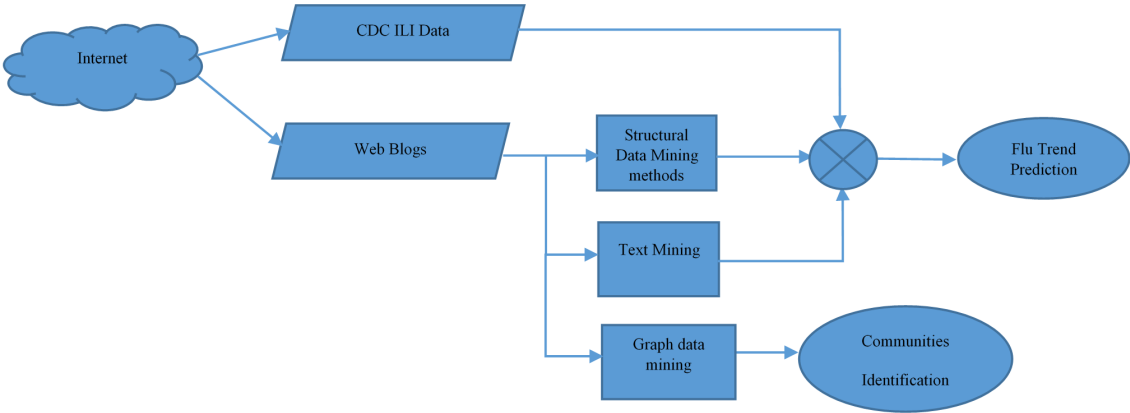 Internet
CDC ILI Data
Web Blogs
Structural
Data Mining
methods
Flu Trend
Prediction
Text Mining
Graph data
mining
Communities
Identification